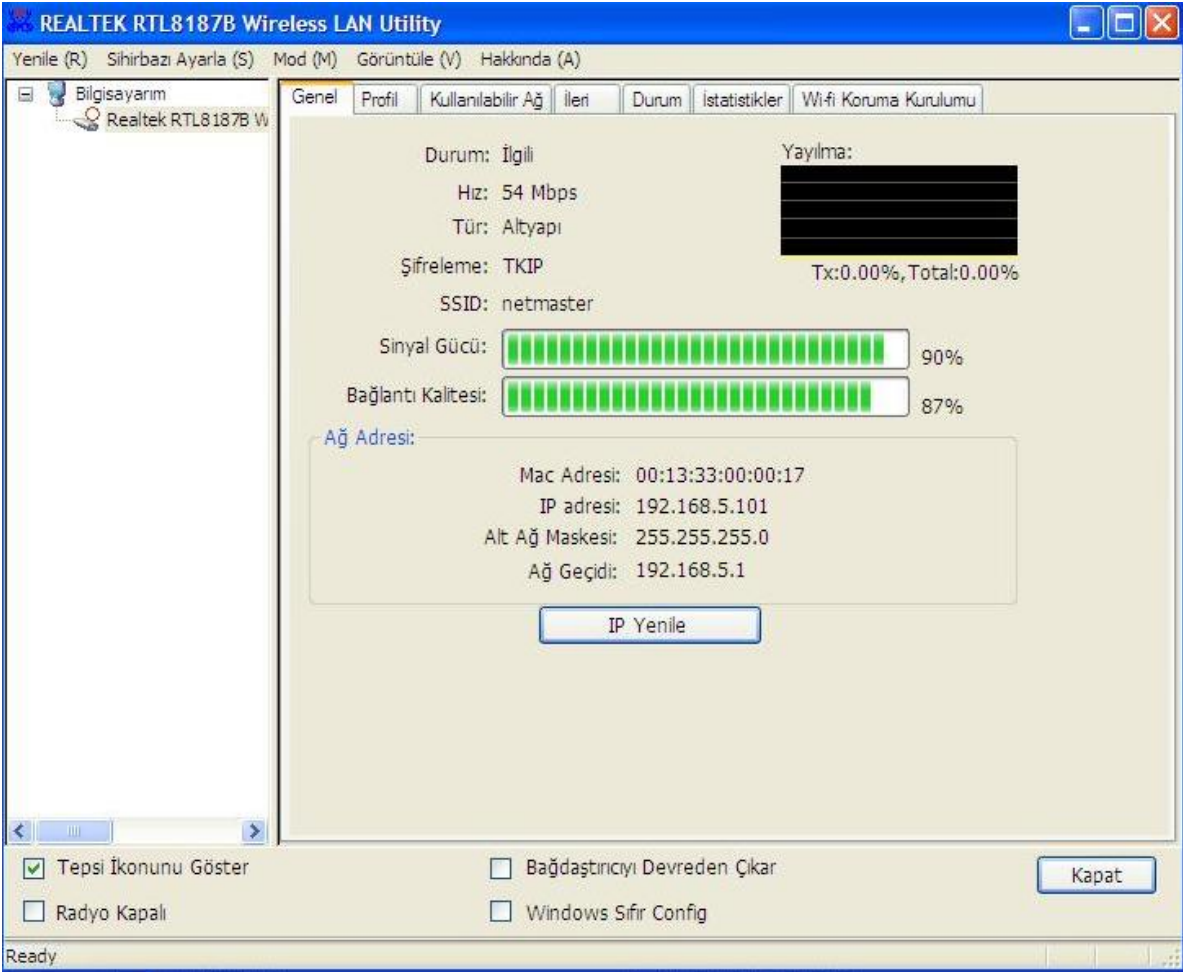 REALTEK RTL8187B Wireless LAN Utility
Yenile (R) Sihirbazı Ayarla (S) Mod (M) Görüntüle (V) Hakkında (A)
Bilgisayarım
Realtek RTL8187B W
Genel Profil Kullanılabilir Ağ İleri Durum İstatistikler Wi-fi Koruma Kurulumu
Durum: İlgili
Hız: 54 Mbps
Tür: Altyapı
Şifreleme: TKIP
SSID: netmaster
Yayılma:
Tx:0.00%, Total:0.00%
Sinyal Gücü: 90%
Bağlantı Kalitesi: 87%
Ağ Adresi:
Mac Adresi: 00:13:33:00:00:17
IP adresi: 192.168.5.101
Alt Ağ Maskesi: 255.255.255.0
Ağ Geçidi: 192.168.5.1
IP Yenile
Tepsi İkonunu Göster
Bağdaştırıcıyı Devreden Çıkar
Kapat
Radyo Kapalı
Windows Sıfır Config
Ready